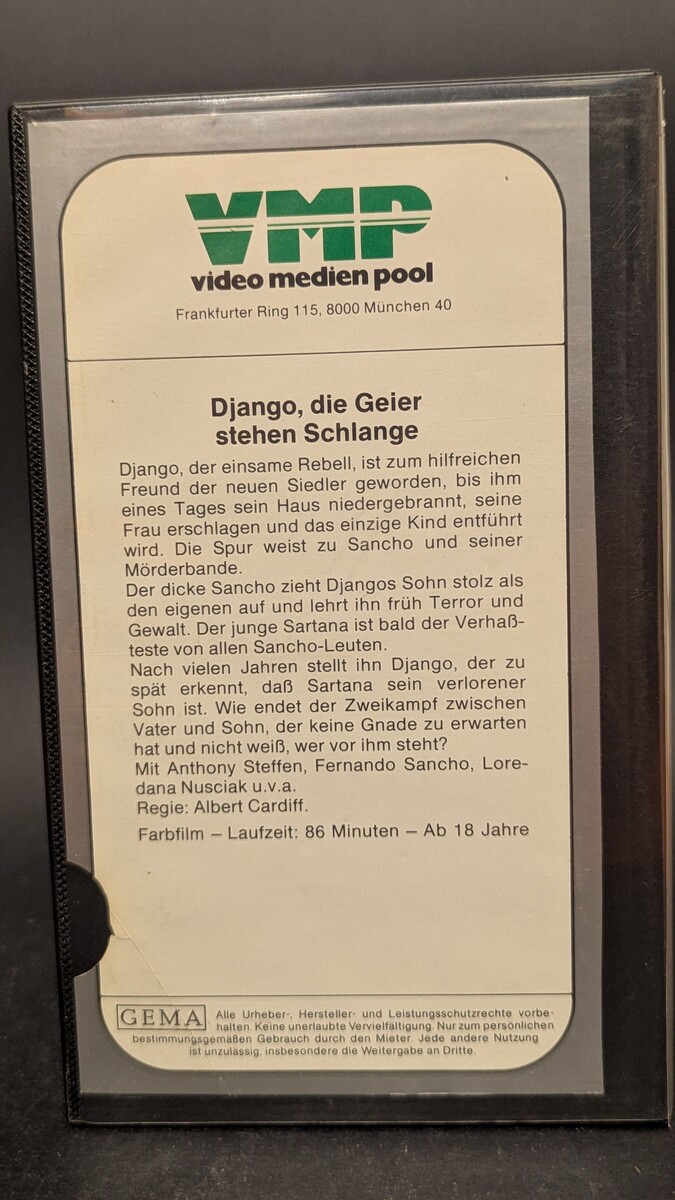 VMP
video medien pool
Frankfurter Ring 115, 8000 München 40
Django, die Geier
stehen Schlange
Django, der einsame Rebell, ist zum hilfreichen
Freund der neuen Siedler geworden, bis ihm
eines Tages sein Haus niedergebrannt, seine
Frau erschlagen und das einzige Kind entführt
wird. Die Spur weist zu Sancho und seiner
Mörderbande.
Der dicke Sancho zieht Djangos Sohn stolz als
den eigenen auf und lehrt ihn früh Terror und
Gewalt. Der junge Sartana ist bald der Verhaß-
teste von allen Sancho-Leuten.
Nach vielen Jahren stellt ihn Django, der zu
spät erkennt, daß Sartana sein verlorener
Sohn ist. Wie endet der Zweikampf zwischen
Vater und Sohn, der keine Gnade zu erwarten
hat und nicht weiß, wer vor ihm steht?
Mit Anthony Steffen, Fernando Sancho, Lore-
dana Nusciak u.v.a.
Regie: Albert Cardiff.
Farbfilm – Laufzeit: 86 Minuten – Ab 18 Jahre
GEMA Alle Urheber-, Hersteller- und Leistungsschutzrechte vorbe-
halten. Keine unerlaubte Vervielfältigung. Nur zum persönlichen
bestimmungsgemäßen Gebrauch durch den Mieter. Jede andere Nutzung
ist unzulässig, insbesondere die Weitergabe an Dritte.